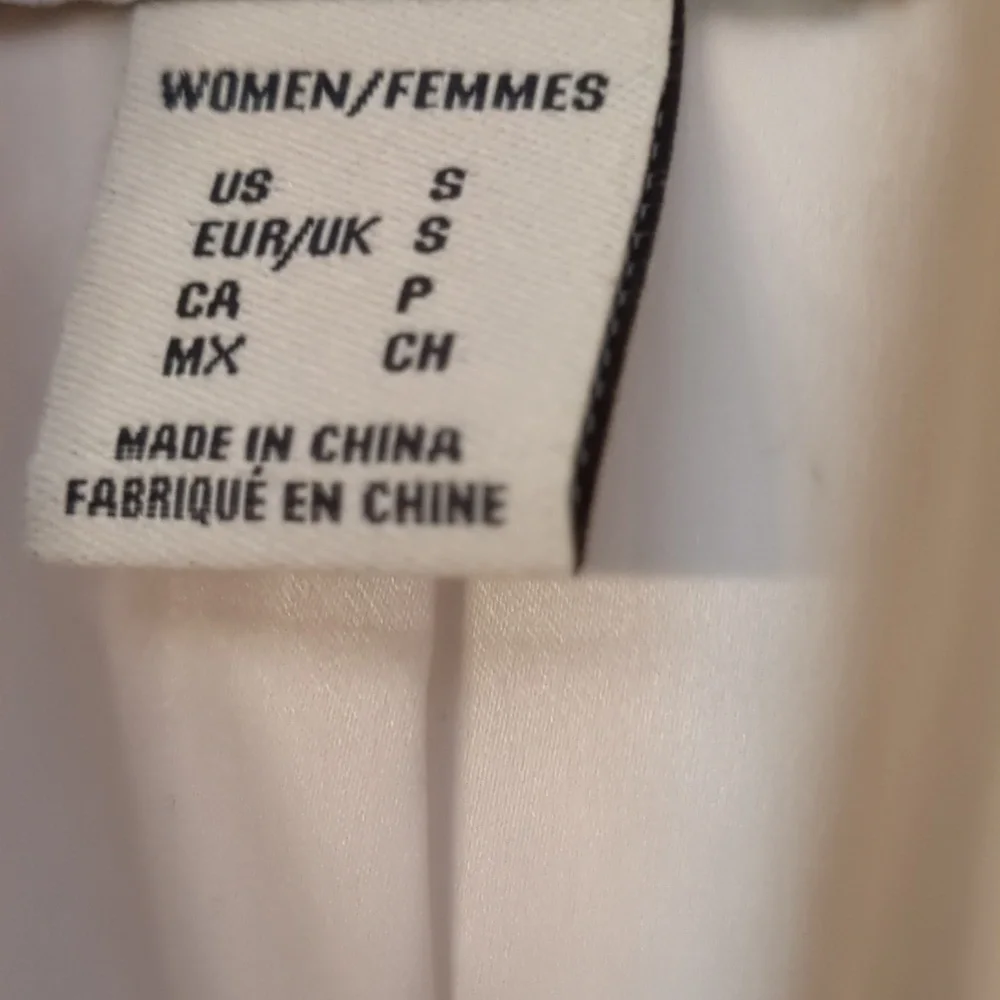 WOMEN/FEMMES
US S
EUR/UK S
CA P
MX CH
MADE IN CHINA
FABRIQUÉ EN CHINE